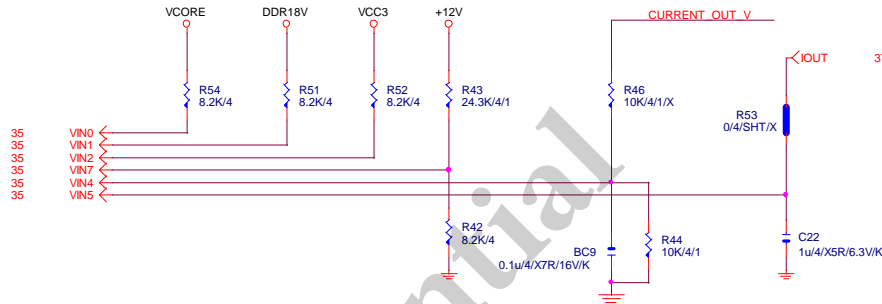 VCORE DDR18V VCC3 +12V
CURRENT_OUT_V
IOUT 37
R54
8.2K/4
R51
8.2K/4
R52
8.2K/4
R43
24.3K/4/1
R46
10K/4/1/X
R53
0/4/SHT/X
35 VIN0
35 VIN1
35 VIN2
35 VIN7
35 VIN4
35 VIN5
R42
8.2K/4
BC9
0.1u/4/X7R/16V/K
R44
10K/4/1
C22
1u/4/X5R/6.3V/K
ential